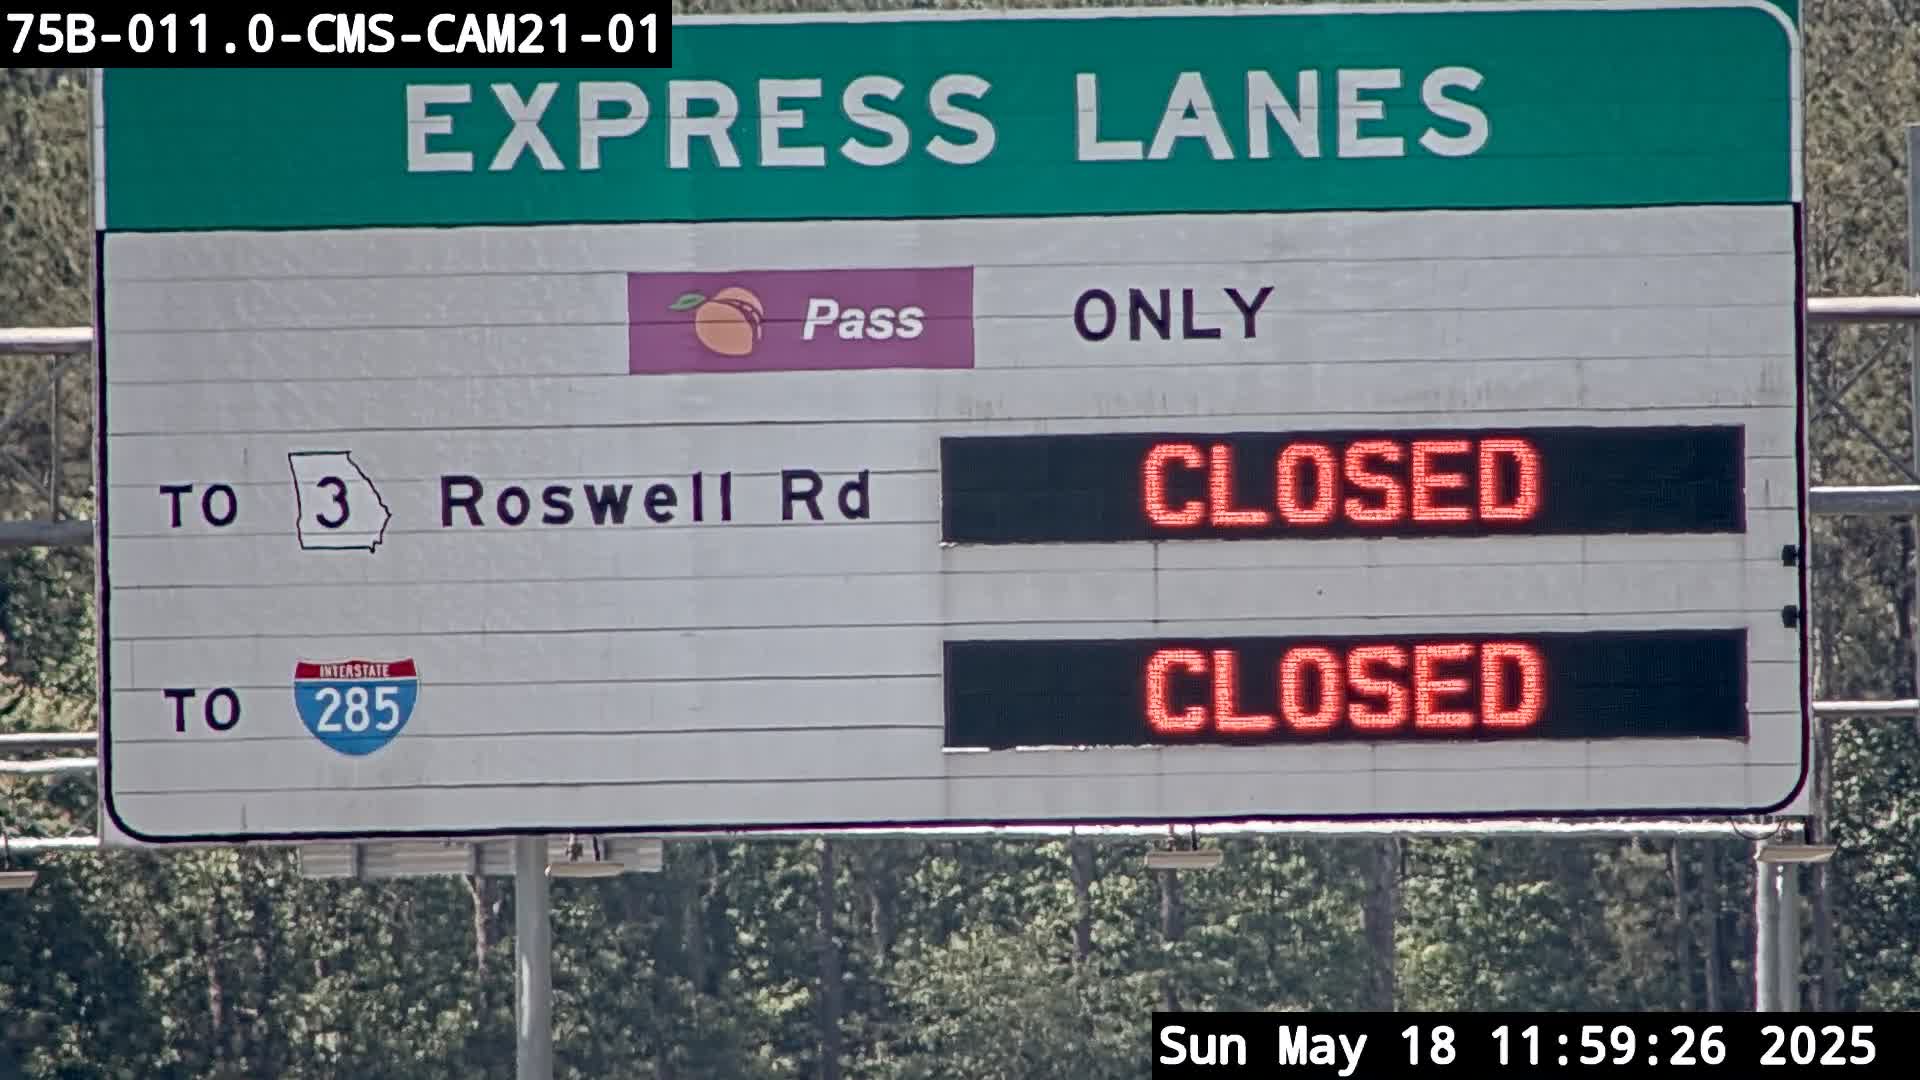 75B-011.0-CMS-CAM21-01
EXPRESS LANES
Pass ONLY
TO 3 Roswell Rd CLOSED
INTERSTATE
TO 285 CLOSED
Sun May 18 11:59:26 2025